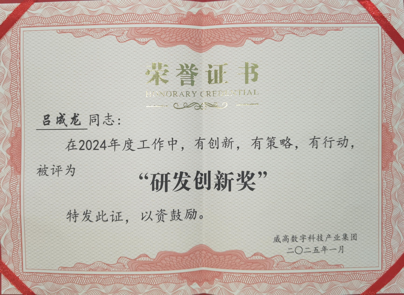 荣誉证书
HONORARY CREDENTIAL
吕成龙 同志：
在2024年度工作中，有创新，有策略，有行动，
被评为
“研发创新奖”
特发此证，以资鼓励。
威高数字科技产业集团
二〇二五年一月